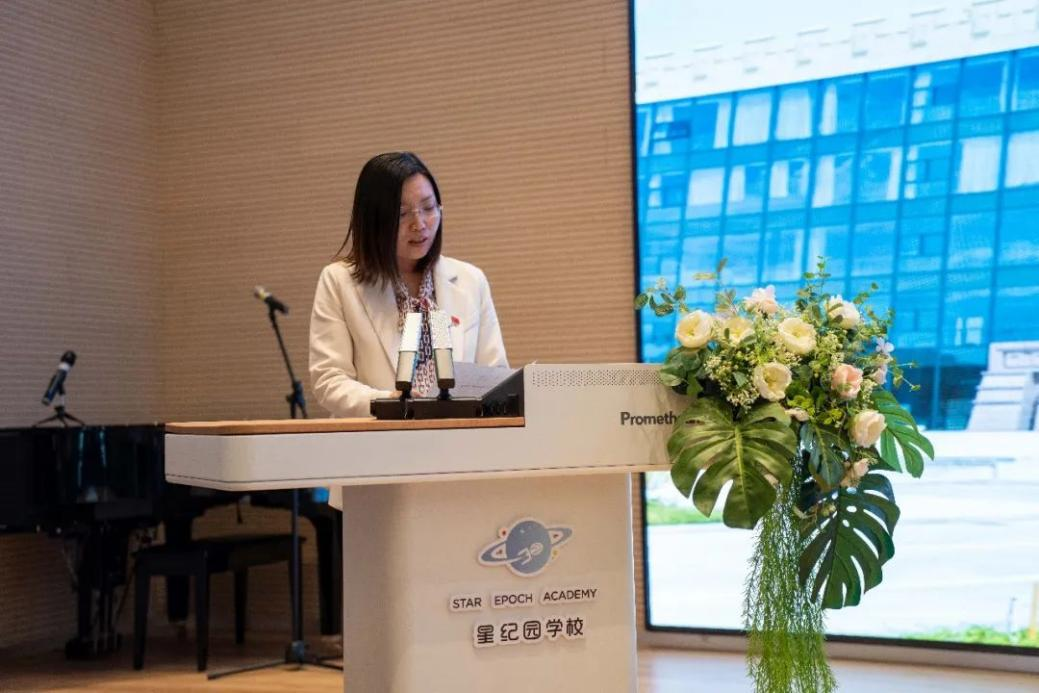 Prometh
STAR EPOCH ACADEMY
星纪园学校